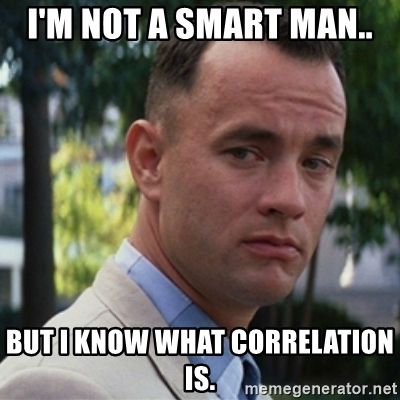 I'M NOT A SMART MAN..
BUT I KNOW WHAT CORRELATION
IS.
memegenerator.net